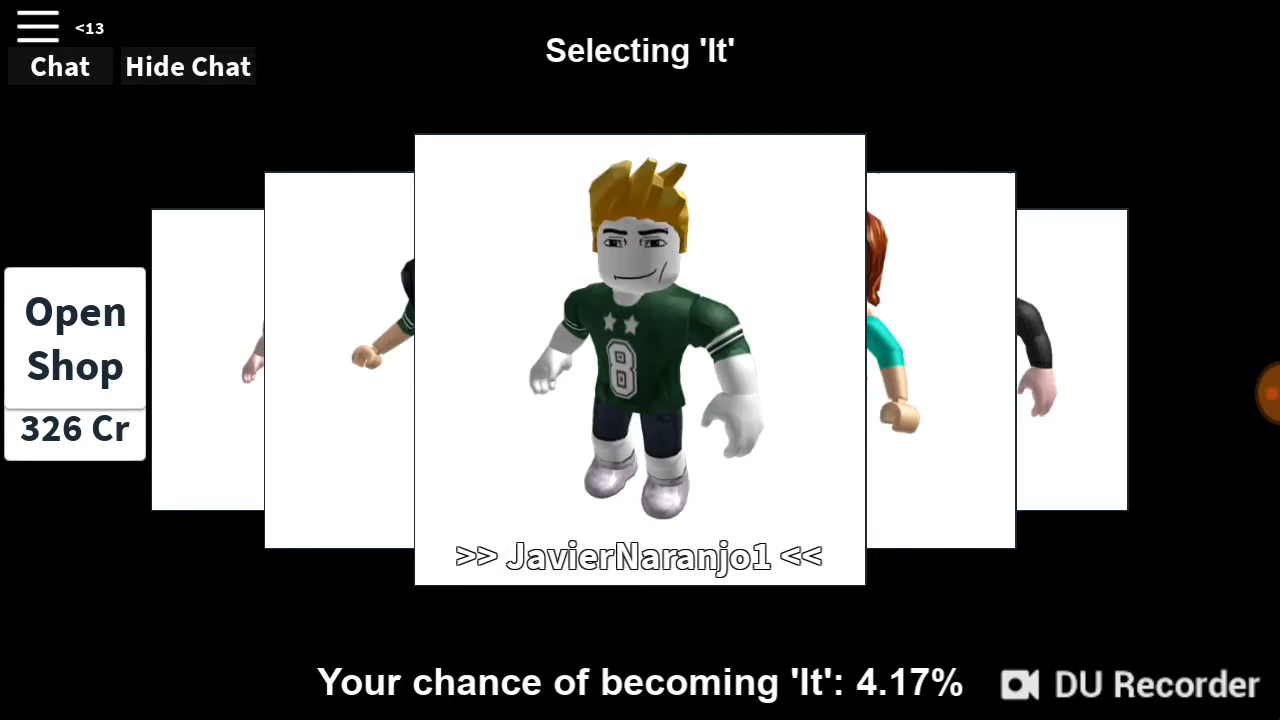 <13
Chat Hide Chat
Selecting 'It'
Open
Shop
326 Cr
8
>> JavierNaranjo1 <<
Your chance of becoming 'It': 4.17%
DU Recorder